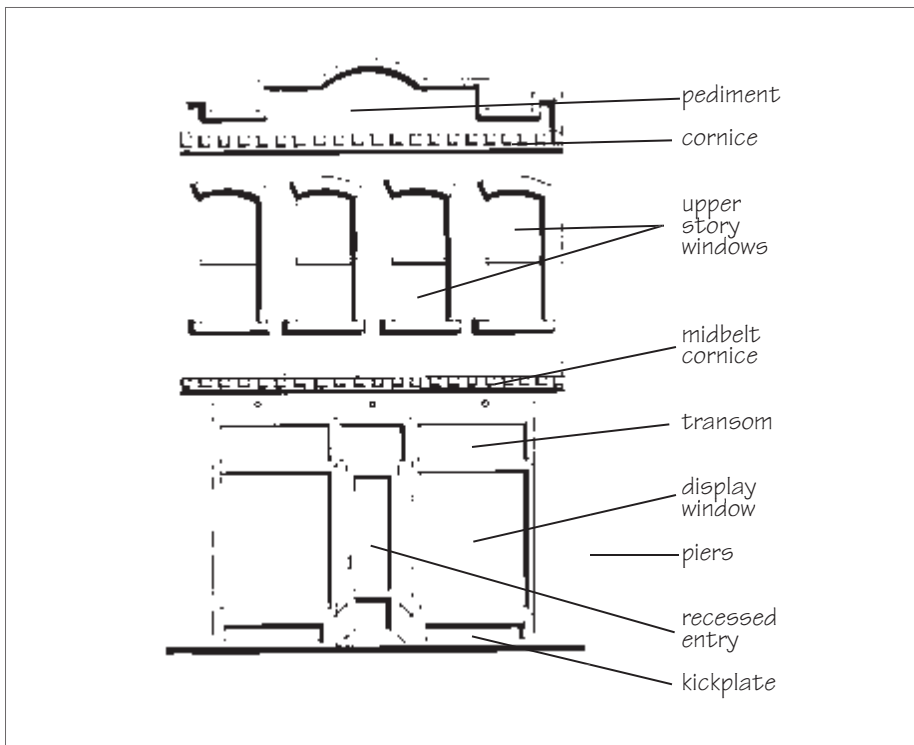 pediment
cornice
upper
story
windows
midbelt
cornice
transom
display
window
piers
recessed
entry
kickplate